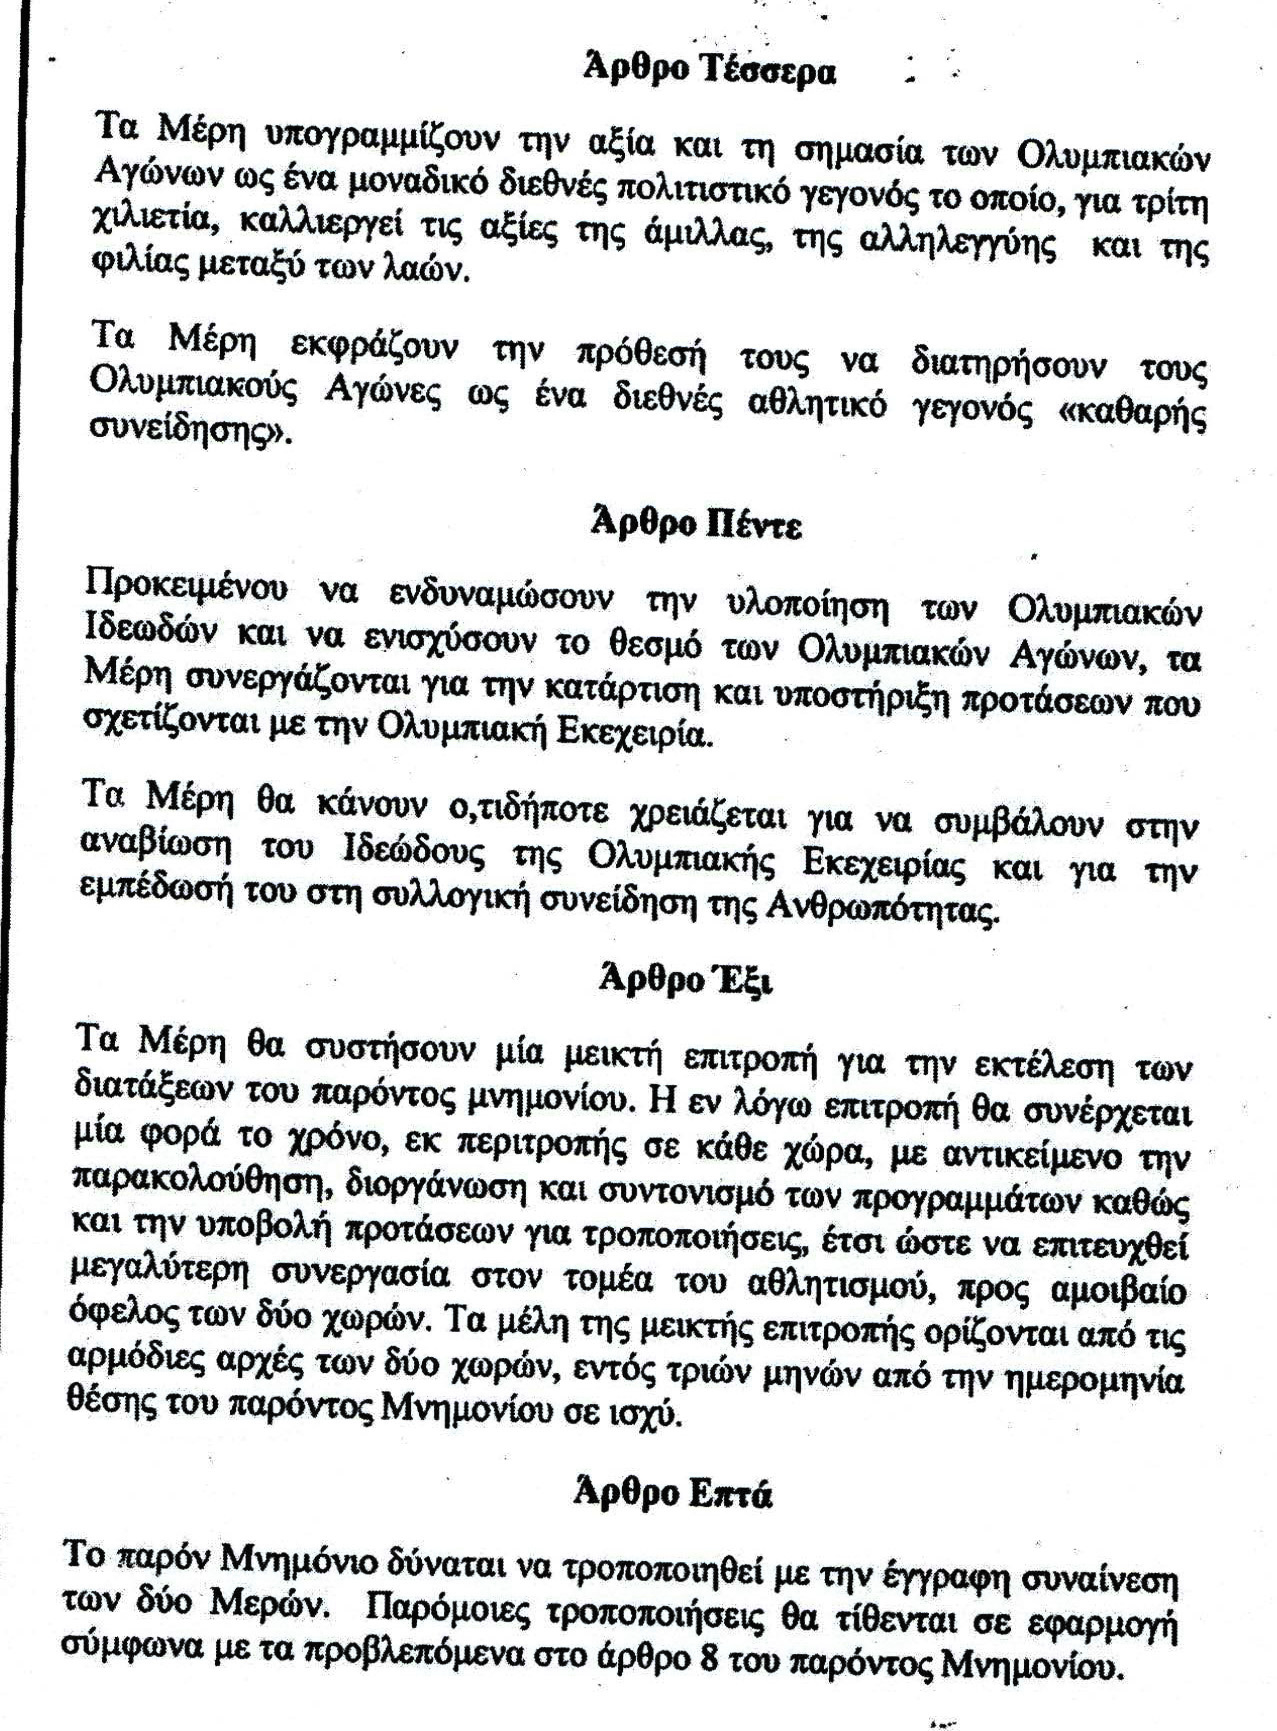 Άρθρο Τέσσερα
Τα Μέρη υπογραμμίζουν την αξία και τη σημασία των Ολυμπιακών
Αγώνων ως ένα μοναδικό διεθνές πολιτιστικό γεγονός το οποίο, για τρίτη
χιλιετία, καλλιεργεί τις αξίες της άμιλλας, της αλληλεγγύης και της
φιλίας μεταξύ των λαών.
Τα Μέρη εκφράζουν την πρόθεσή τους να διατηρήσουν τους
Ολυμπιακούς Αγώνες ως ένα διεθνές αθλητικό γεγονός «καθαρής
συνείδησης».
Άρθρο Πέντε
Προκειμένου να ενδυναμώσουν την υλοποίηση των Ολυμπιακών
Ιδεωδών και να ενισχύσουν το θεσμό των Ολυμπιακών Αγώνων, τα
Μέρη συνεργάζονται για την κατάρτιση και υποστήριξη προτάσεων που
σχετίζονται με την Ολυμπιακή Εκεχειρία.
Τα Μέρη θα κάνουν ο,τιδήποτε χρειάζεται για να συμβάλουν στην
αναβίωση του Ιδεώδους της Ολυμπιακής Εκεχειρίας και για την
εμπέδωσή του στη συλλογική συνείδηση της Ανθρωπότητας.
Άρθρο Έξι
Τα Μέρη θα συστήσουν μία μεικτή επιτροπή για την εκτέλεση των
διατάξεων του παρόντος μνημονίου. Η εν λόγω επιτροπή θα συνέρχεται
μία φορά το χρόνο, εκ περιτροπής σε κάθε χώρα, με αντικείμενο την
παρακολούθηση, διοργάνωση και συντονισμό των προγραμμάτων καθώς
και την υποβολή προτάσεων για τροποποιήσεις, έτσι ώστε να επιτευχθεί
μεγαλύτερη συνεργασία στον τομέα του αθλητισμού, προς αμοιβαίο
όφελος των δύο χωρών. Τα μέλη της μεικτής επιτροπής ορίζονται από τις
αρμόδιες αρχές των δύο χωρών, εντός τριών μηνών από την ημερομηνία
θέσης του παρόντος Μνημονίου σε ισχύ.
Άρθρο Επτά
Το παρόν Μνημόνιο δύναται να τροποποιηθεί με την έγγραφη συναίνεση
των δύο Μερών. Παρόμοιες τροποποιήσεις θα τίθενται σε εφαρμογή
σύμφωνα με τα προβλεπόμενα στο άρθρο 8 του παρόντος Μνημονίου.